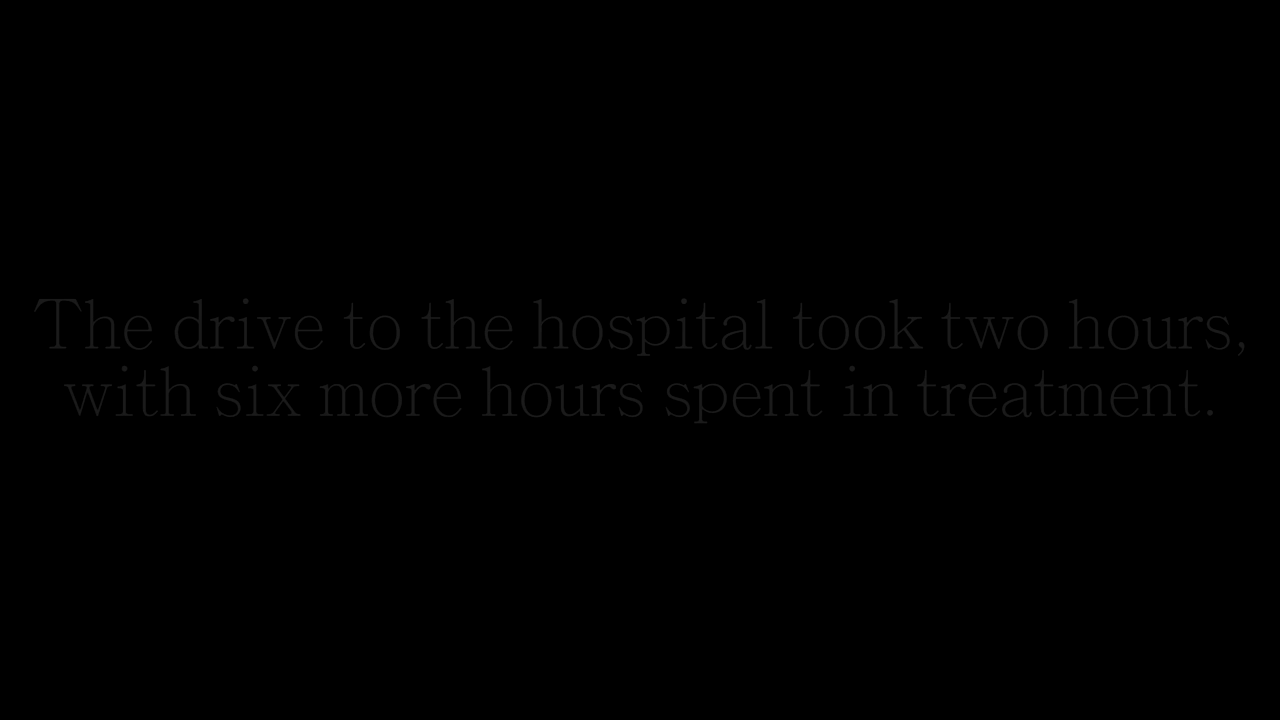 The drive to the hospital took two hours,
with six more hours spent in treatment.